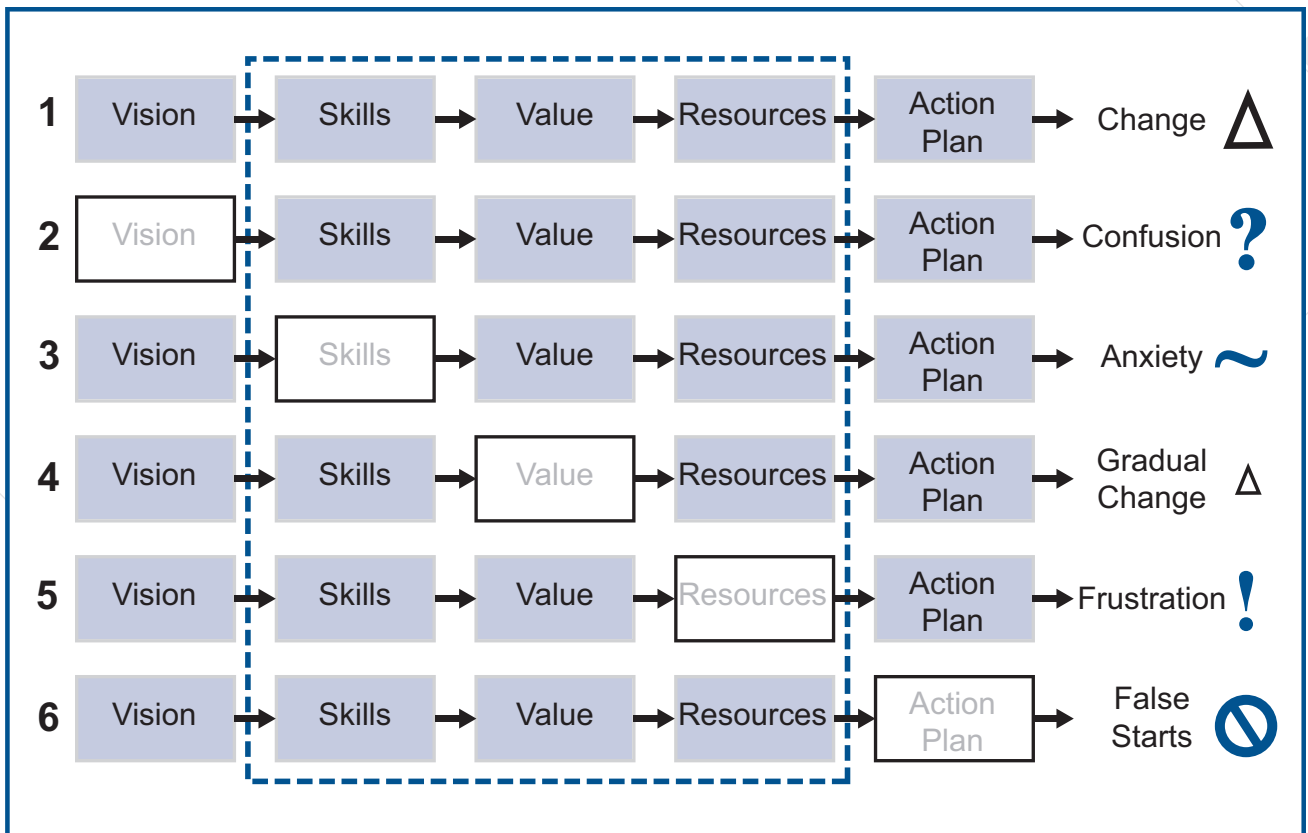 1 Vision Skills Value Resources Action Plan Change Δ
2 Vision Skills Value Resources Action Plan Confusion ?
3 Vision Skills Value Resources Action Plan Anxiety ~
4 Vision Skills Value Resources Action Plan Gradual Change Δ
5 Vision Skills Value Resources Action Plan Frustration !
6 Vision Skills Value Resources Action Plan False Starts